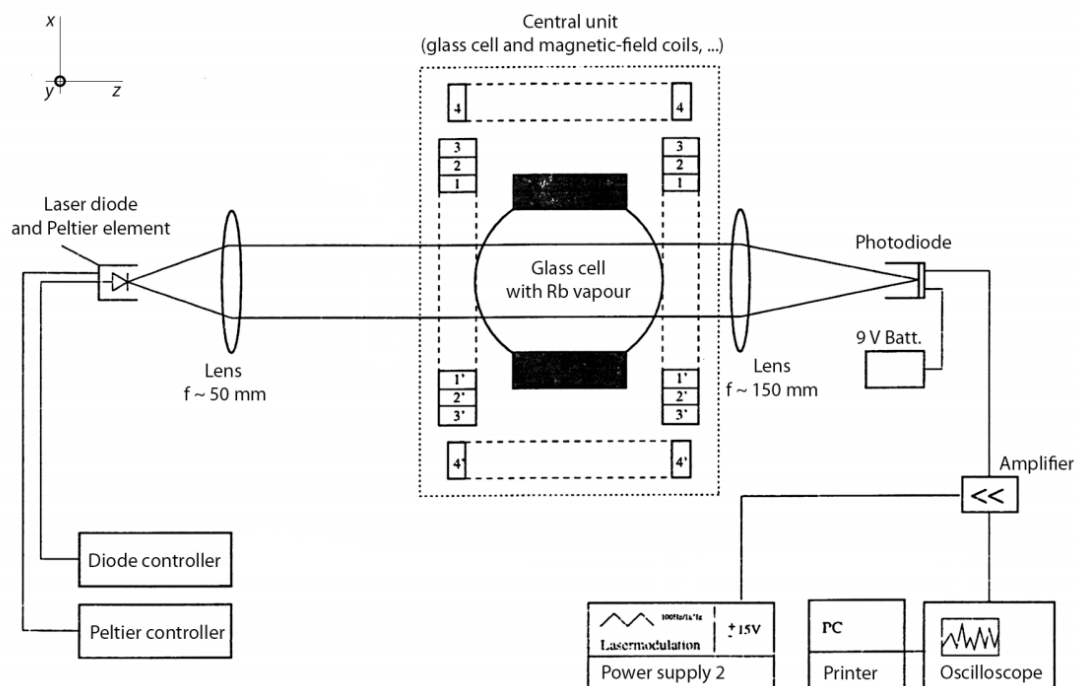 x
y
z
Central unit
(glass cell and magnetic-field coils, ...)
4
4
3
2
1
3
2
1
Laser diode
and Peltier element
Glass cell
with Rb vapour
Photodiode
9 V Batt.
Lens
f ~ 50 mm
Lens
f ~ 150 mm
1'
2'
3'
1'
2'
3'
4'
4'
Amplifier
<<
Diode controller
Peltier controller
± 15V
Lasermodulation
Power supply 2
PC
Printer
Oscilloscope